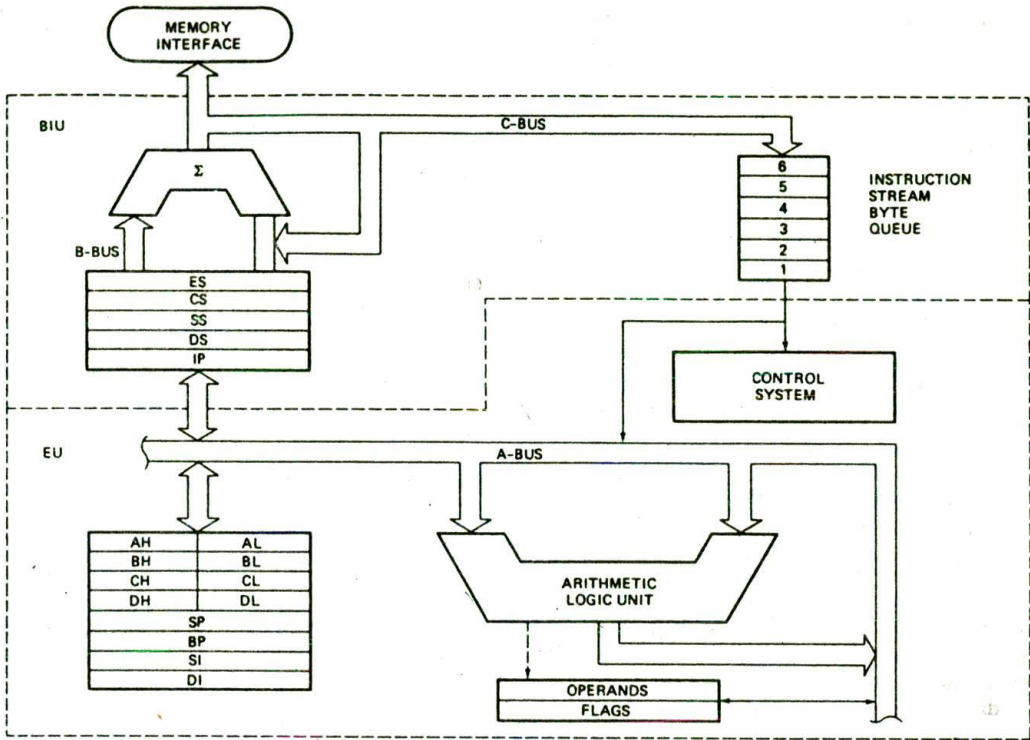 MEMORY
INTERFACE
BIU
C-BUS
Σ
B-BUS
6
5
4
3
2
1
INSTRUCTION
STREAM
BYTE
QUEUE
ES
CS
SS
DS
IP
CONTROL
SYSTEM
EU
A-BUS
AH AL
BH BL
CH CL
DH DL
SP
BP
SI
DI
ARITHMETIC
LOGIC UNIT
OPERANDS
FLAGS